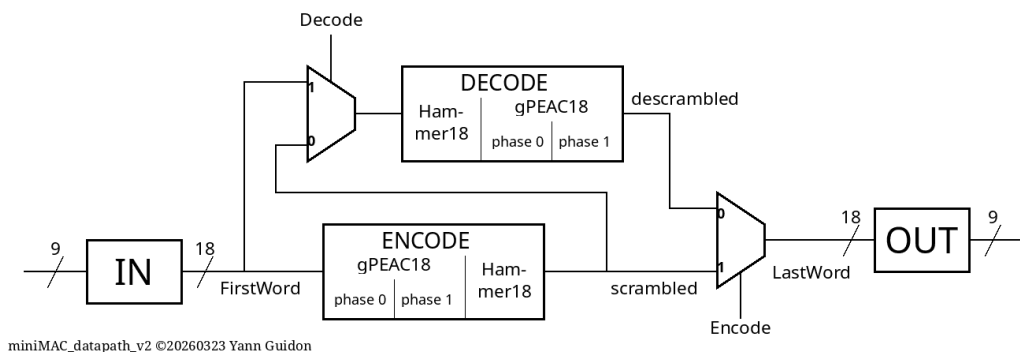 Decode
1
DECODE
Ham-
mer18
gPEAC18
phase 0
phase 1
descrambled
0
0
9
IN
18
FirstWord
ENCODE
gPEAC18
phase 0
phase 1
Ham-
mer18
scrambled
1
18
LastWord
OUT
9
Encode
miniMAC_datapath_v2 ©20260323 Yann Guidon